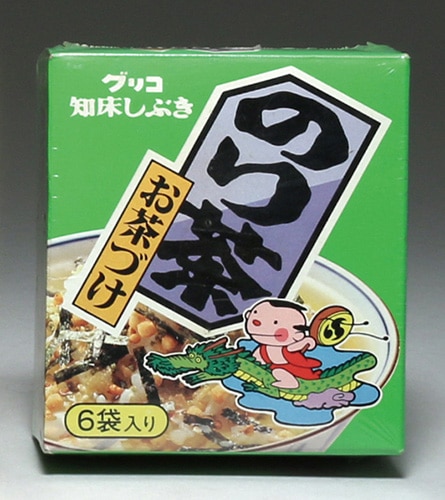 グリコ
知床しぶき
のり茶
お茶づけ
6袋入り